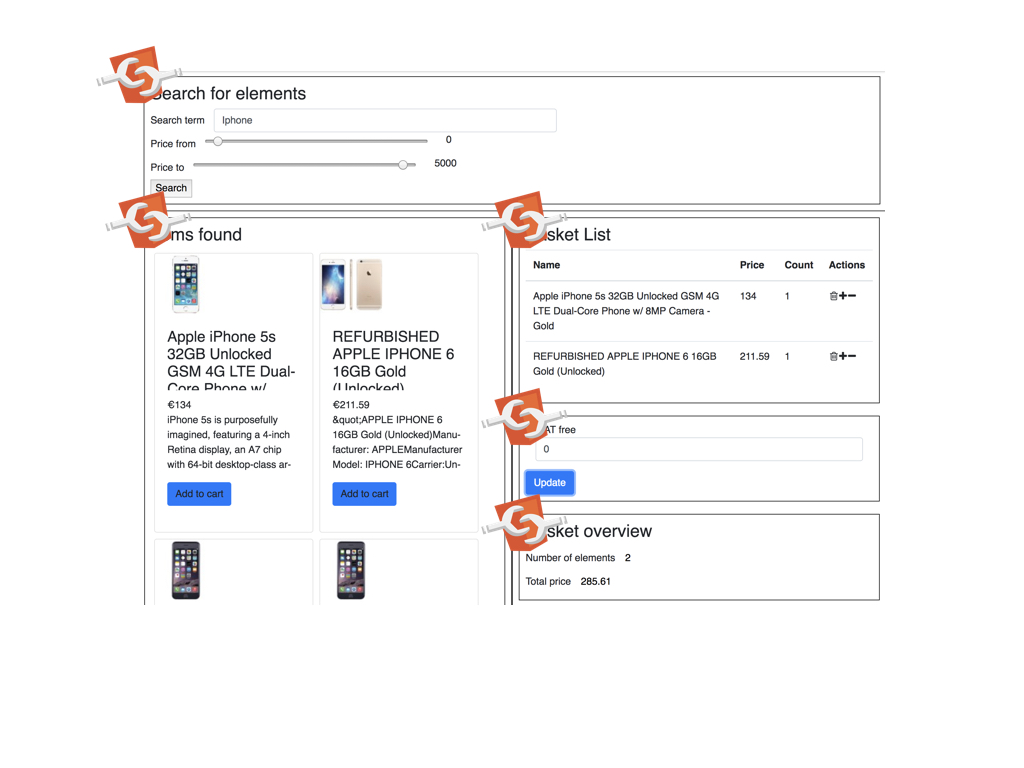 earch for elements
Search term Iphone
Price from 0
Price to 5000
Search
ms found
Apple iPhone 5s
32GB Unlocked
GSM 4G LTE Dual-
Core Phone w/
€134
iPhone 5s is purposefully
imagined, featuring a 4-inch
Retina display, an A7 chip
with 64-bit desktop-class ar-
Add to cart
REFURBISHED
APPLE IPHONE 6
16GB Gold
(Unlocked)
€211.59
&quot;APPLE IPHONE 6
16GB Gold (Unlocked)Manu-
facturer: APPLEManufacturer
Model: IPHONE 6Carrier:Un-
Add to cart
sket List
Name Price Count Actions
Apple iPhone 5s 32GB Unlocked GSM 4G 134 1
LTE Dual-Core Phone w/ 8MP Camera -
Gold
REFURBISHED APPLE IPHONE 6 16GB 211.59 1
Gold (Unlocked)
AT free
0
Update
sket overview
Number of elements 2
Total price 285.61